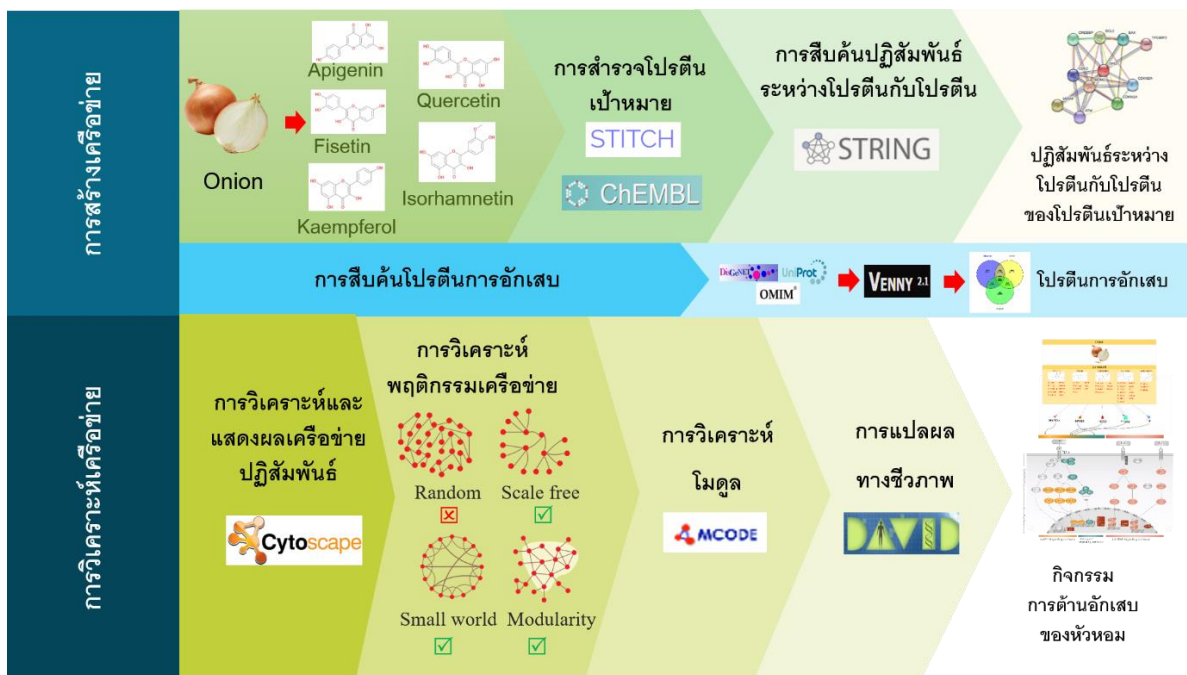 การสร้างเครือข่าย
Onion
Apigenin
Quercetin
Fisetin
Isorhamnetin
Kaempferol
การสำรวจโปรตีน
เป้าหมาย
STITCH
ChEMBL
การสืบค้นปฏิสัมพันธ์
ระหว่างโปรตีนกับโปรตีน
STRING
ปฏิสัมพันธ์ระหว่าง
โปรตีนกับโปรตีน
ของโปรตีนเป้าหมาย
การสืบค้นโปรตีนการอักเสบ
DisGeNET
UniProt
OMIM
VENNY 2.1
โปรตีนการอักเสบ
การวิเคราะห์เครือข่าย
การวิเคราะห์และ
แสดงผลเครือข่าย
ปฏิสัมพันธ์
Cytoscape
การวิเคราะห์
พฤติกรรมเครือข่าย
Random
Scale free
Small world
Modularity
การวิเคราะห์
โมดูล
MCODE
การแปลผล
ทางชีวภาพ
DAVID
กิจกรรม
การต้านอักเสบ
ของหัวหอม